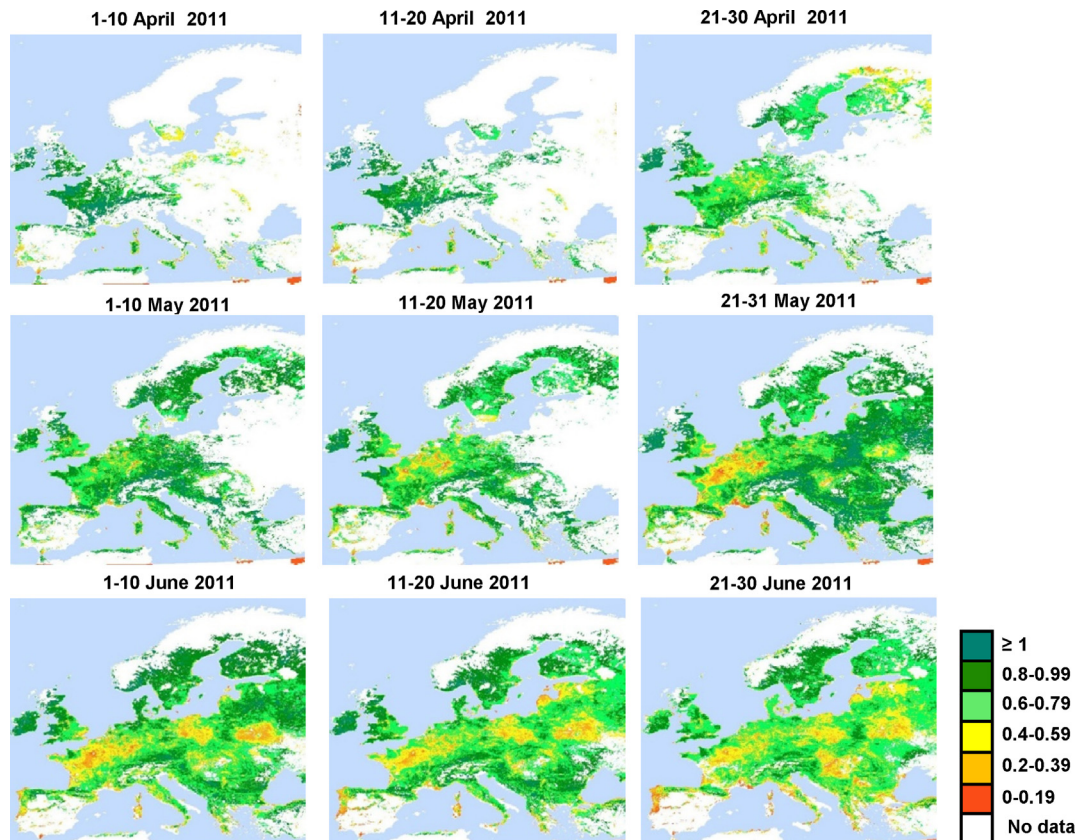 1-10 April 2011
11-20 April 2011
21-30 April 2011
1-10 May 2011
11-20 May 2011
21-31 May 2011
1-10 June 2011
11-20 June 2011
21-30 June 2011
≥ 1
0.8-0.99
0.6-0.79
0.4-0.59
0.2-0.39
0-0.19
No data